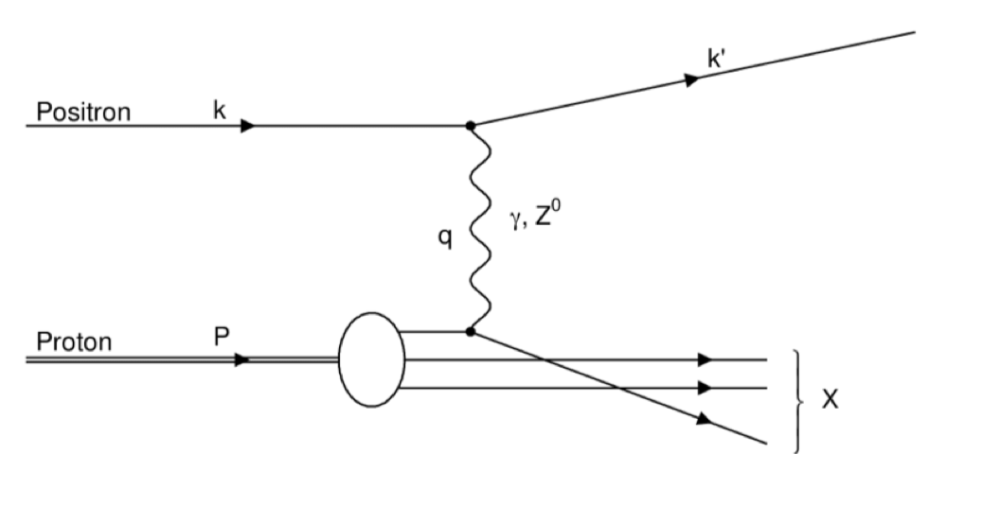 k'
Positron k
γ, Z⁰
q
Proton P
X